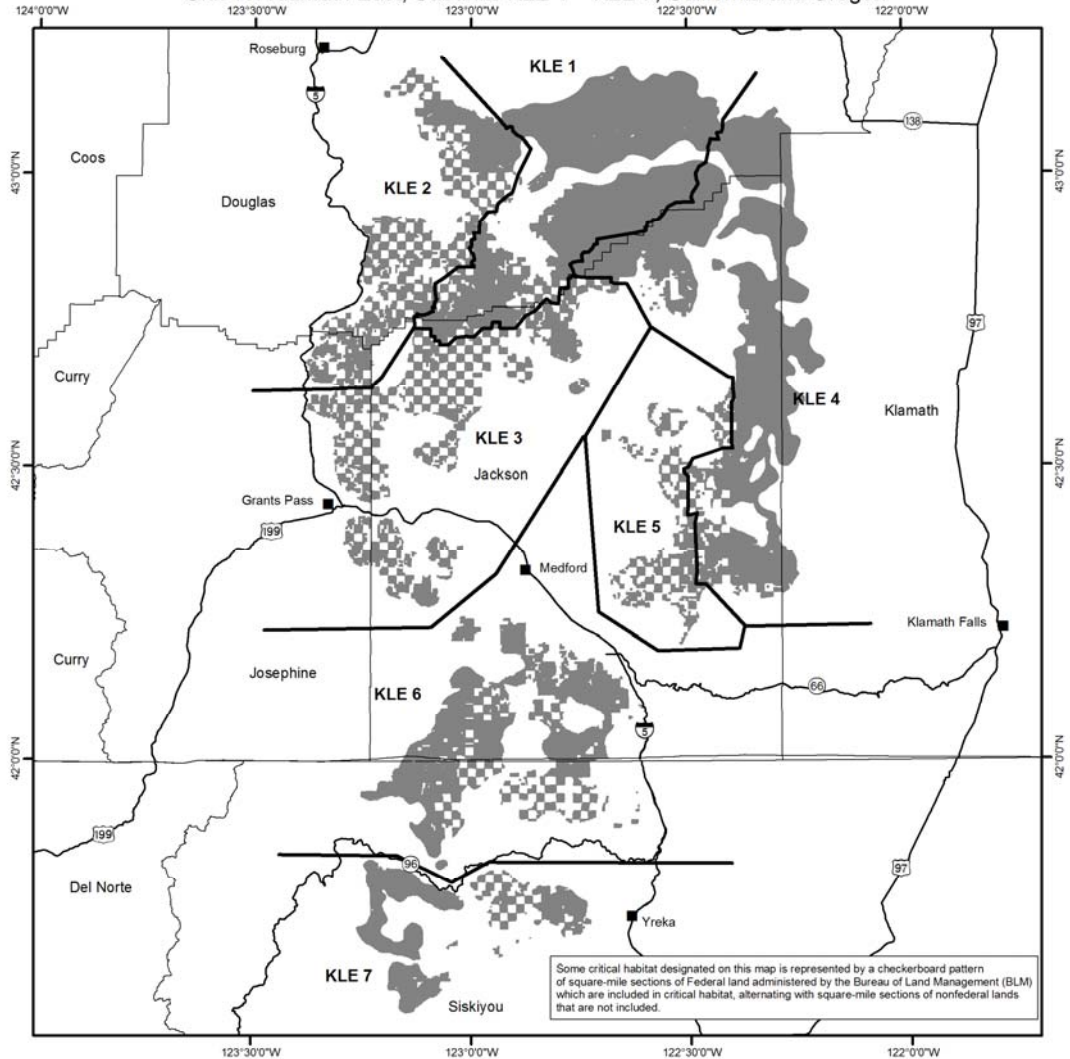 124°0'0"W
123°30'0"W
123°0'0"W
122°30'0"W
122°0'0"W
Roseburg
KLE 1
5
138
Coos
43°0'0"N
43°0'0"N
KLE 2
Douglas
97
Curry
KLE 4
Klamath
KLE 3
42°30'0"N
42°30'0"N
Jackson
Grants Pass
KLE 5
199
Medford
Klamath Falls
Curry
Josephine
66
KLE 6
5
42°0'0"N
42°0'0"N
199
96
97
Del Norte
Yreka
KLE 7
Some critical habitat designated on this map is represented by a checkerboard pattern
of square-mile sections of Federal land administered by the Bureau of Land Management (BLM)
which are included in critical habitat, alternating with square-mile sections of nonfederal lands
that are not included.
Siskiyou
123°30'0"W
123°0'0"W
122°30'0"W
122°0'0"W